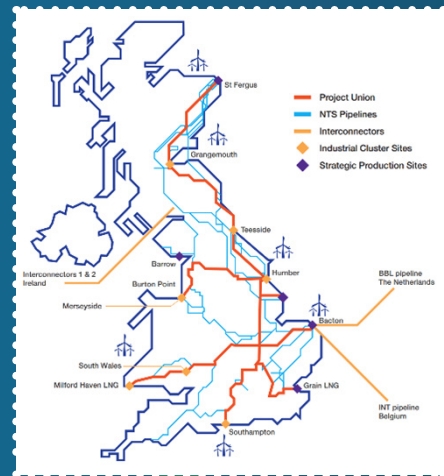 St Fergus
Project Union
NTS Pipelines
Interconnectors
Industrial Cluster Sites
Strategic Production Sites
Grangemouth
Teesside
Barrow
Humber
Interconnectors 1 & 2
Ireland
Burton Point
BBL pipeline
The Netherlands
Merseyside
Bacton
South Wales
Milford Haven LNG
Grain LNG
INT pipeline
Belgium
Southampton